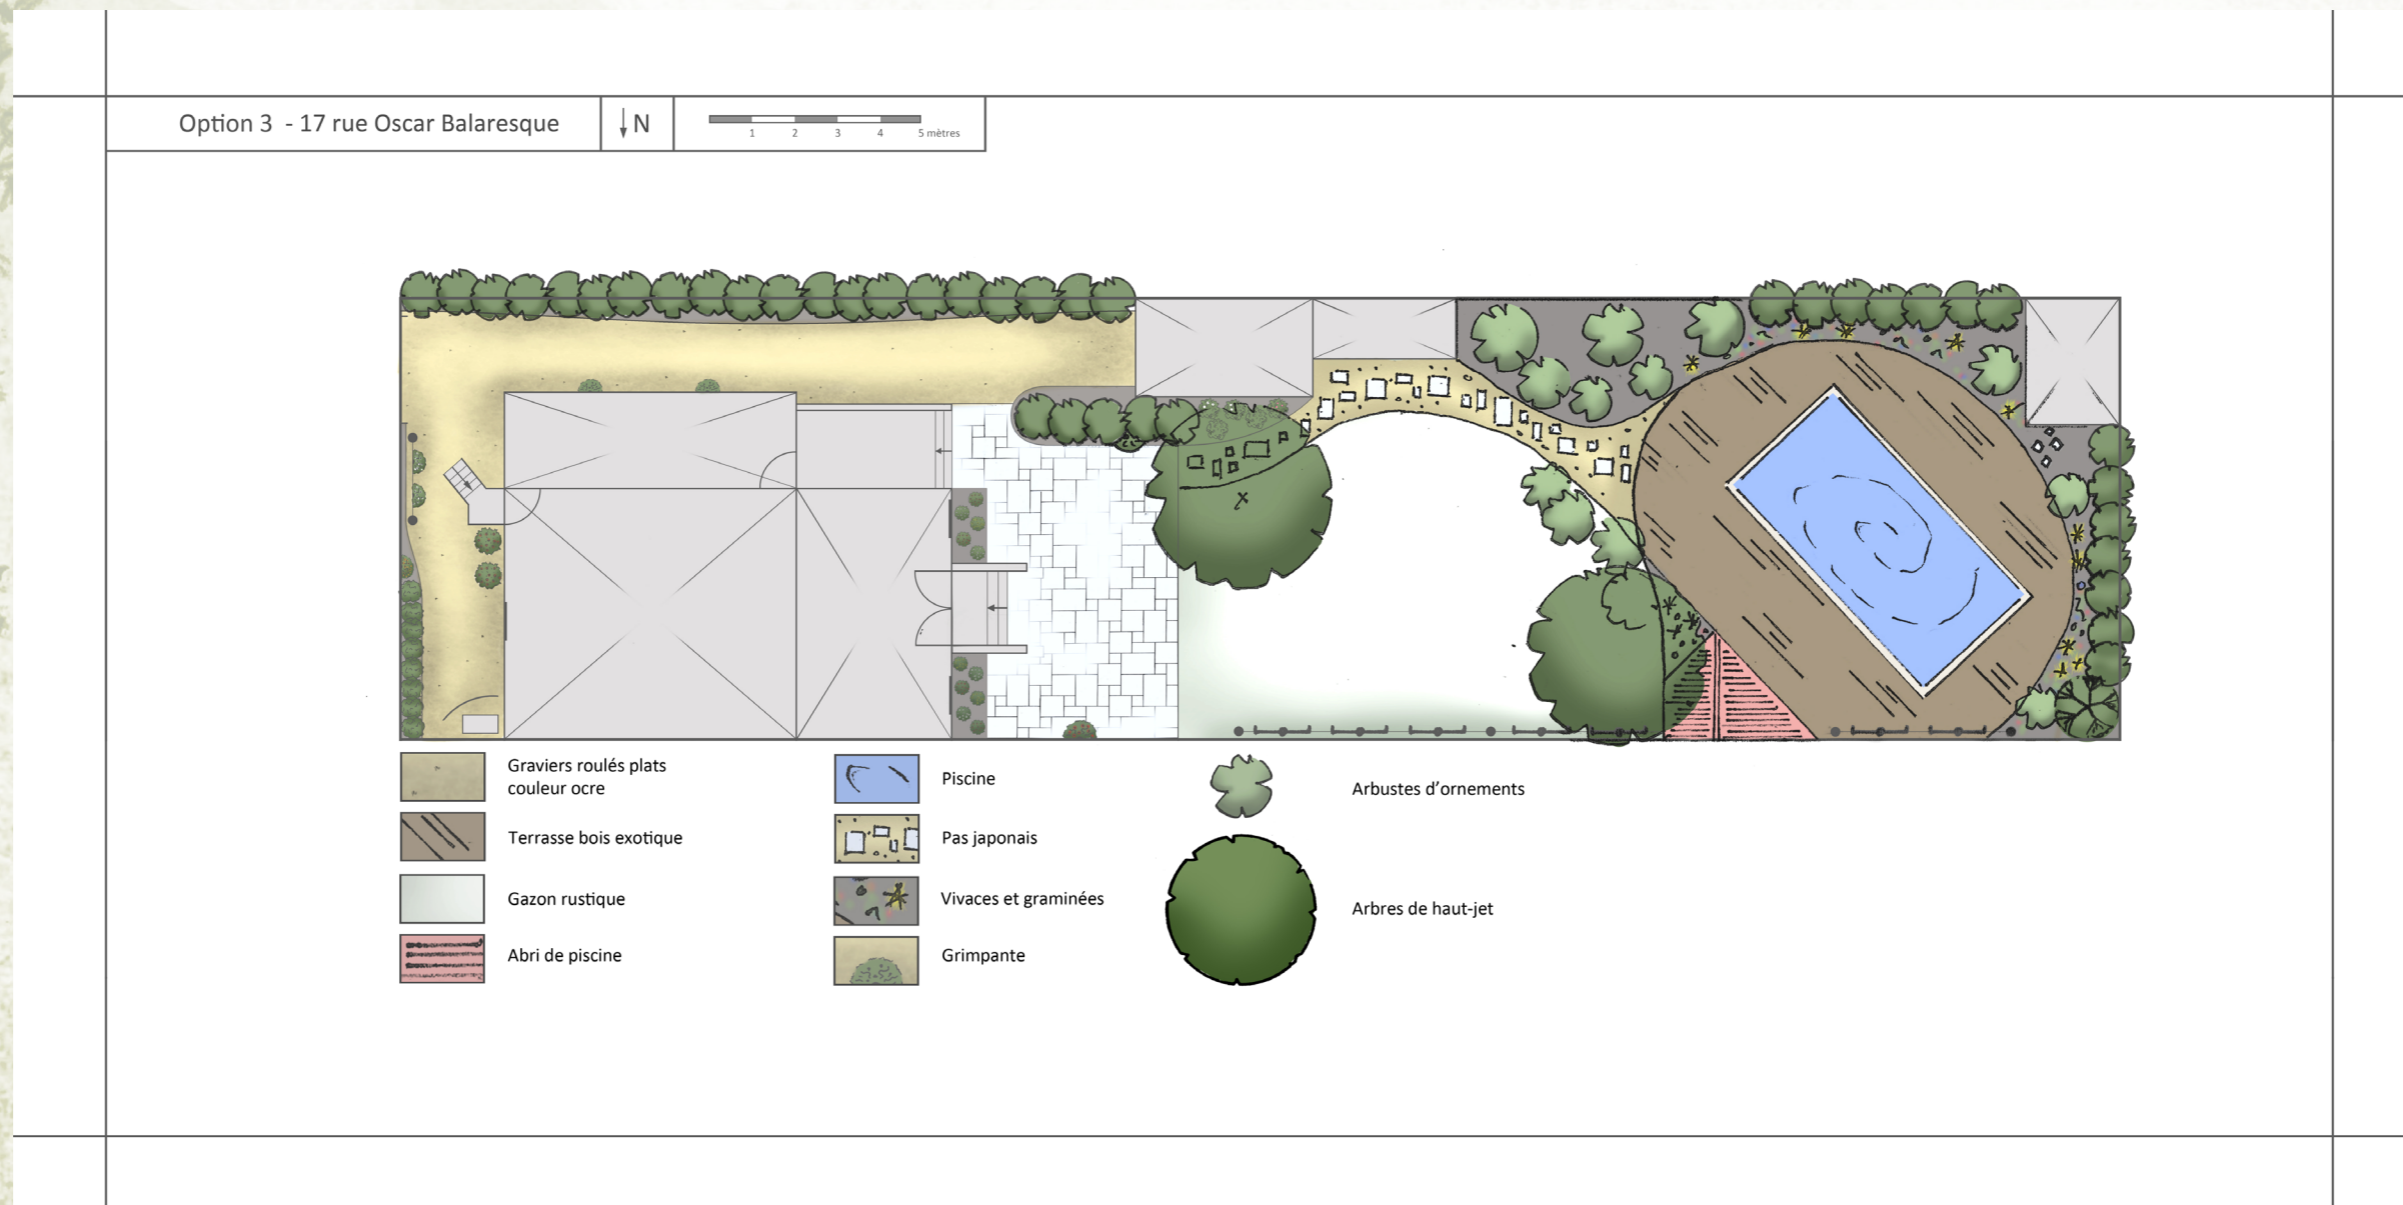 Option 3  - 17 rue Oscar Balaresque
N
1 2 3 4 5 mètres
x
Graviers roulés plats
couleur ocre
Terrasse bois exotique
Gazon rustique
Abri de piscine
Piscine
Pas japonais
Vivaces et graminées
Grimpante
Arbustes d'ornements
Arbres de haut-jet